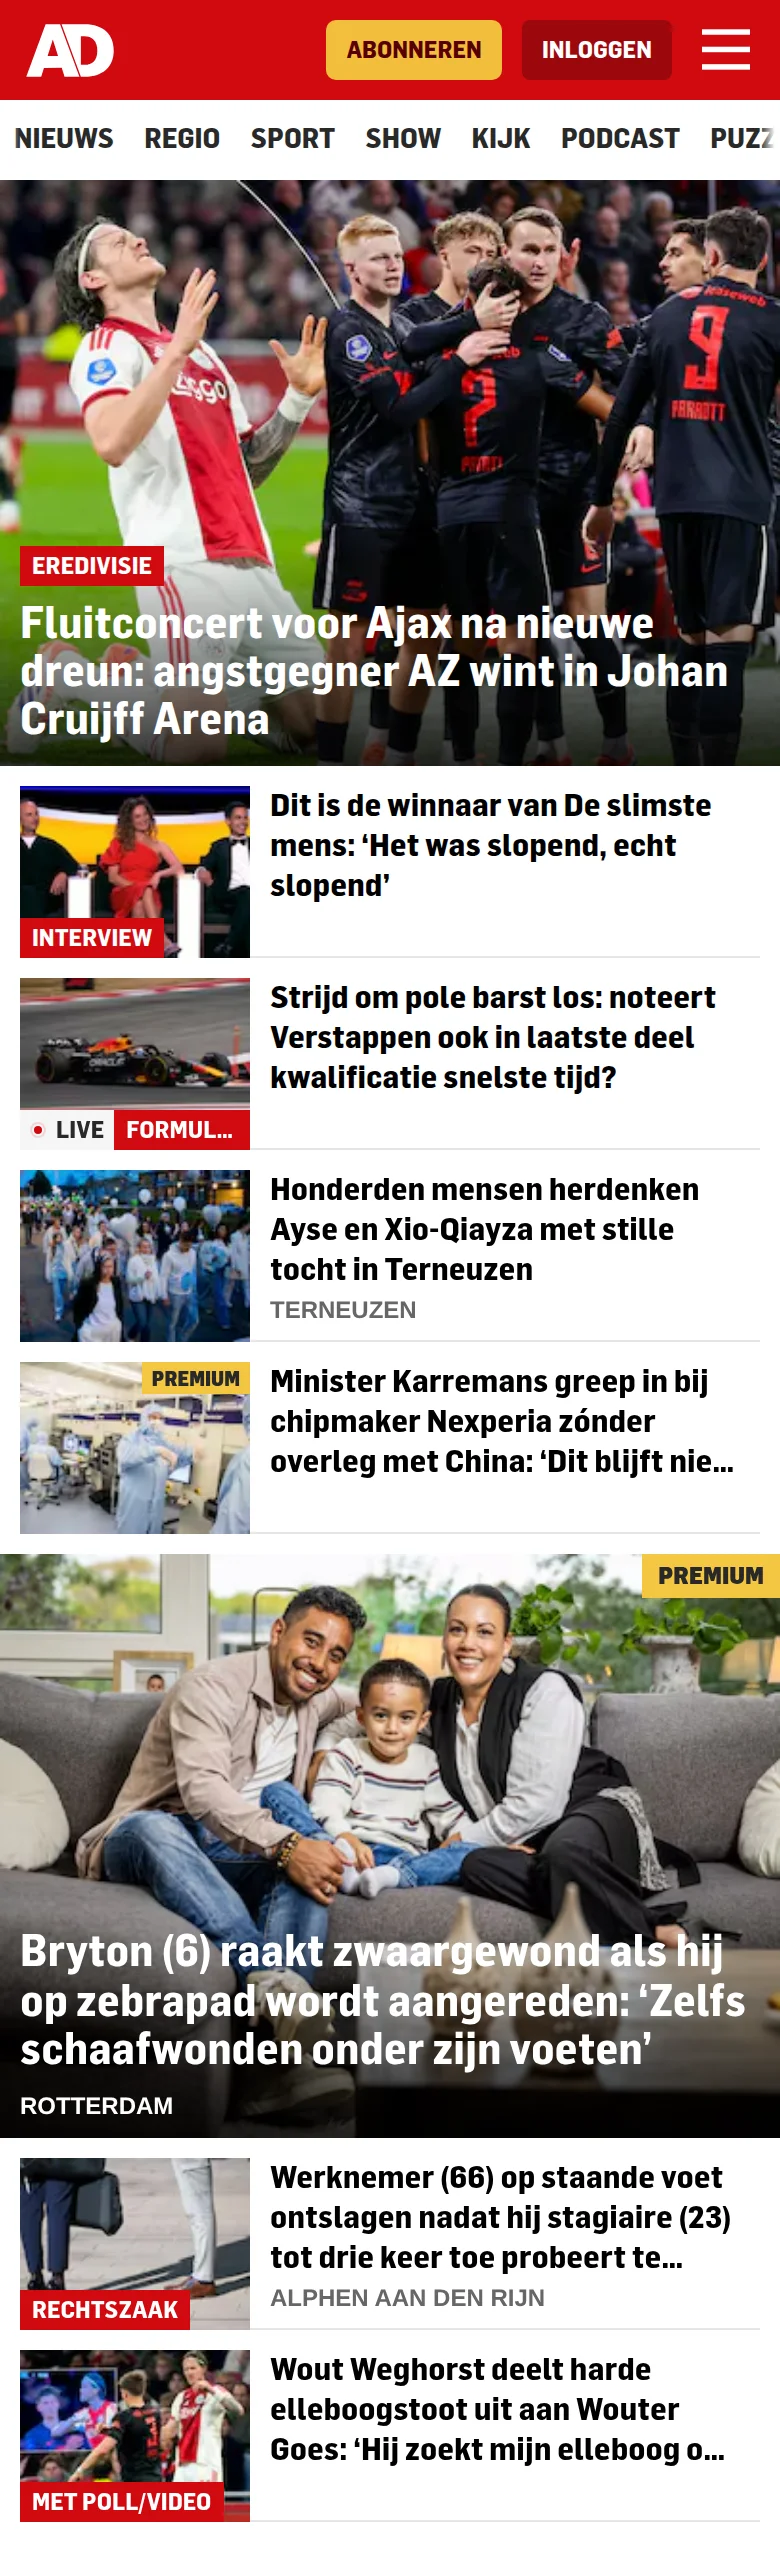 AD
ABONNEREN
INLOGGEN
NIEUWS REGIO SPORT SHOW KIJK PODCAST PUZZ
9
PARROTT
7
EREDIVISIE
Fluitconcert voor Ajax na nieuwe
dreun: angstgegner AZ wint in Johan
Cruijff Arena
Dit is de winnaar van De slimste
mens: ‘Het was slopend, echt
slopend’
INTERVIEW
Strijd om pole barst los: noteert
Verstappen ook in laatste deel
kwalificatie snelste tijd?
LIVE FORMUL...
Honderden mensen herdenken
Ayse en Xio-Qiayza met stille
tocht in Terneuzen
TERNEUZEN
PREMIUM
Minister Karremans greep in bij
chipmaker Nexperia zónder
overleg met China: ‘Dit blijft nie...
PREMIUM
Bryton (6) raakt zwaargewond als hij
op zebrapad wordt aangereden: ‘Zelfs
schaafwonden onder zijn voeten’
ROTTERDAM
Werknemer (66) op staande voet
ontslagen nadat hij stagiaire (23)
tot drie keer toe probeert te...
ALPHEN AAN DEN RIJN
RECHTSZAAK
Wout Weghorst deelt harde
elleboogstoot uit aan Wouter
Goes: ‘Hij zoekt mijn elleboog o...
MET POLL/VIDEO